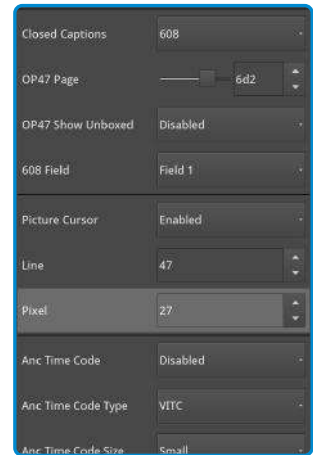 Closed Captions 608
OP47 Page 6d2
OP47 Show Unboxed Disabled
608 Field Field 1
Picture Cursor Enabled
Line 47
Pixel 27
Anc Time Code Disabled
Anc Time Code Type VITC
Anc Time Code Size Small